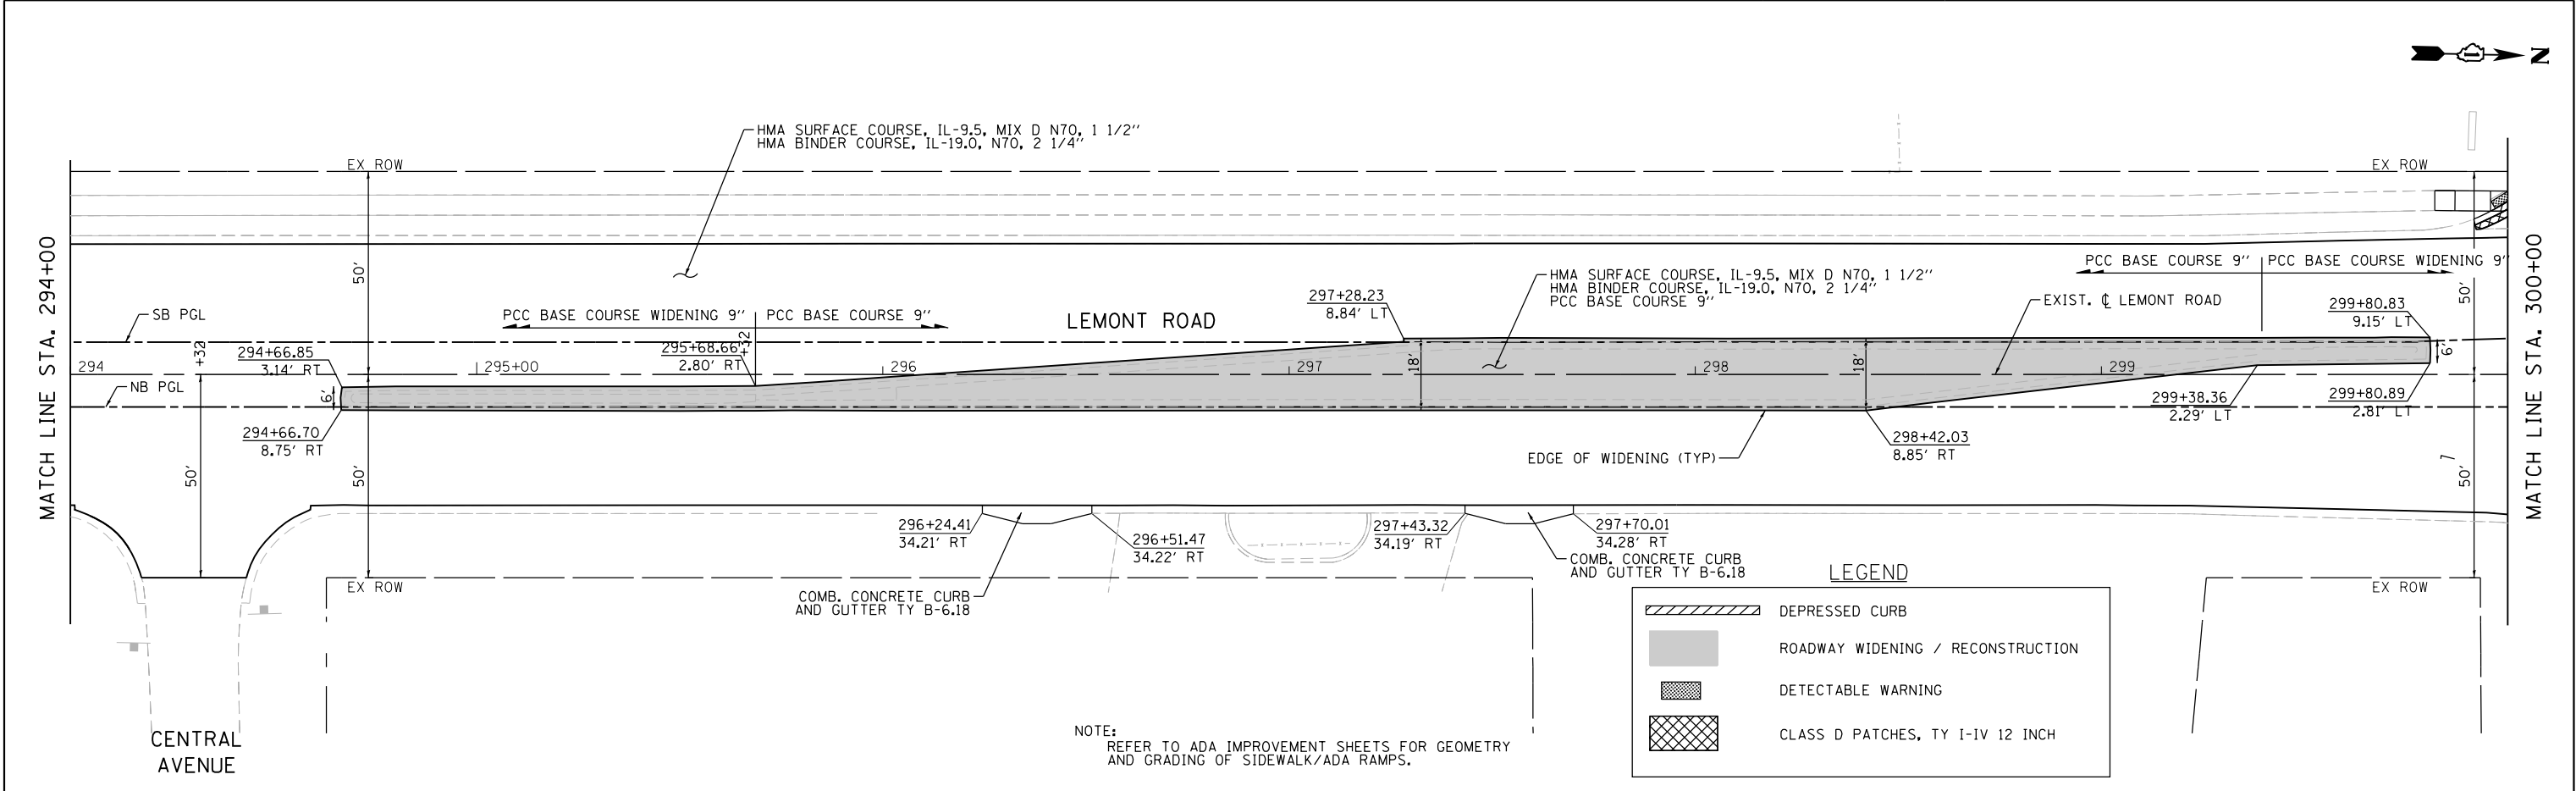 N
HMA SURFACE COURSE, IL-9.5, MIX D N70, 1 1/2"
HMA BINDER COURSE, IL-19.0, N70, 2 1/4"
EX ROW
EX ROW
MATCH LINE STA. 294+00
MATCH LINE STA. 300+00
50'
SB PGL
NB PGL
PCC BASE COURSE WIDENING 9"
PCC BASE COURSE 9"
LEMONT ROAD
297+28.23
8.84' LT
HMA SURFACE COURSE, IL-9.5, MIX D N70, 1 1/2"
HMA BINDER COURSE, IL-19.0, N70, 2 1/4"
PCC BASE COURSE 9"
PCC BASE COURSE 9"
PCC BASE COURSE WIDENING 9"
EXIST. ℄ LEMONT ROAD
50'
299+80.83
9.15' LT
294
+32
294+66.85
3.14' RT
295+00
295+68.66
2.80' RT
+32
296
297
298
299
6'
18'
18'
6'
294+66.70
8.75' RT
299+38.36
2.29' LT
299+80.89
2.81' LT
298+42.03
8.85' RT
EDGE OF WIDENING (TYP)
50'
50'
50'
296+24.41
34.21' RT
296+51.47
34.22' RT
297+43.32
34.19' RT
297+70.01
34.28' RT
COMB. CONCRETE CURB
AND GUTTER TY B-6.18
COMB. CONCRETE CURB
AND GUTTER TY B-6.18
EX ROW
EX ROW
LEGEND
DEPRESSED CURB
ROADWAY WIDENING / RECONSTRUCTION
DETECTABLE WARNING
CLASS D PATCHES, TY I-IV 12 INCH
CENTRAL
AVENUE
NOTE:
REFER TO ADA IMPROVEMENT SHEETS FOR GEOMETRY
AND GRADING OF SIDEWALK/ADA RAMPS.